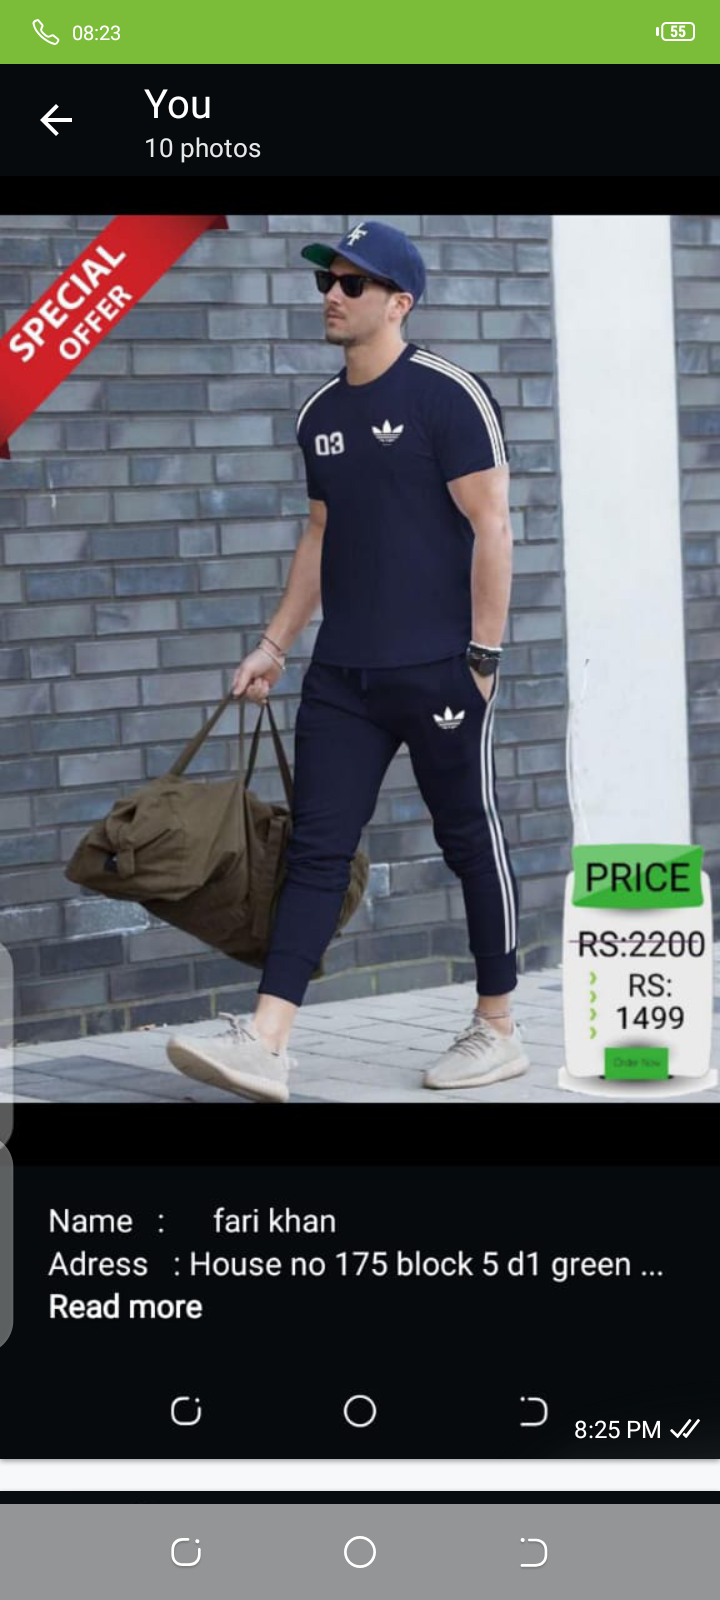 08:23
55
You
10 photos
SPECIAL
OFFER
03
PRICE
RS:2200
RS:
1499
Order Now
Name : fari khan
Adress : House no 175 block 5 d1 green ...
Read more
8:25 PM